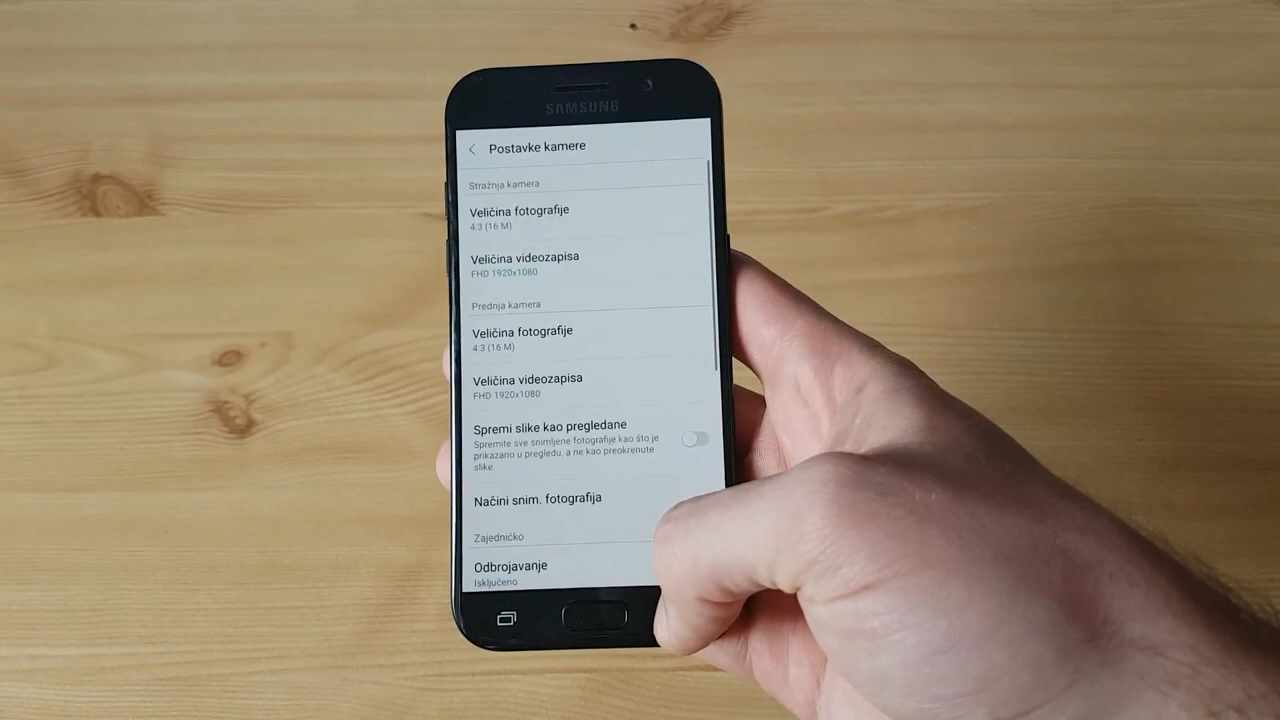 SAMSUNG
Postavke kamere
Stražnja kamera
Veličina fotografije
4:3 (16 M)
Veličina videozapisa
FHD 1920x1080
Prednja kamera
Veličina fotografije
4:3 (16 M)
Veličina videozapisa
FHD 1920x1080
Spremi slike kao pregledane
Spremite sve snimljene fotografije kao što je
prikazano u pregledu, a ne kao preokrenute
slike
Načini snim. fotografija
Zajedničko
Odbrojavanje
Isključeno